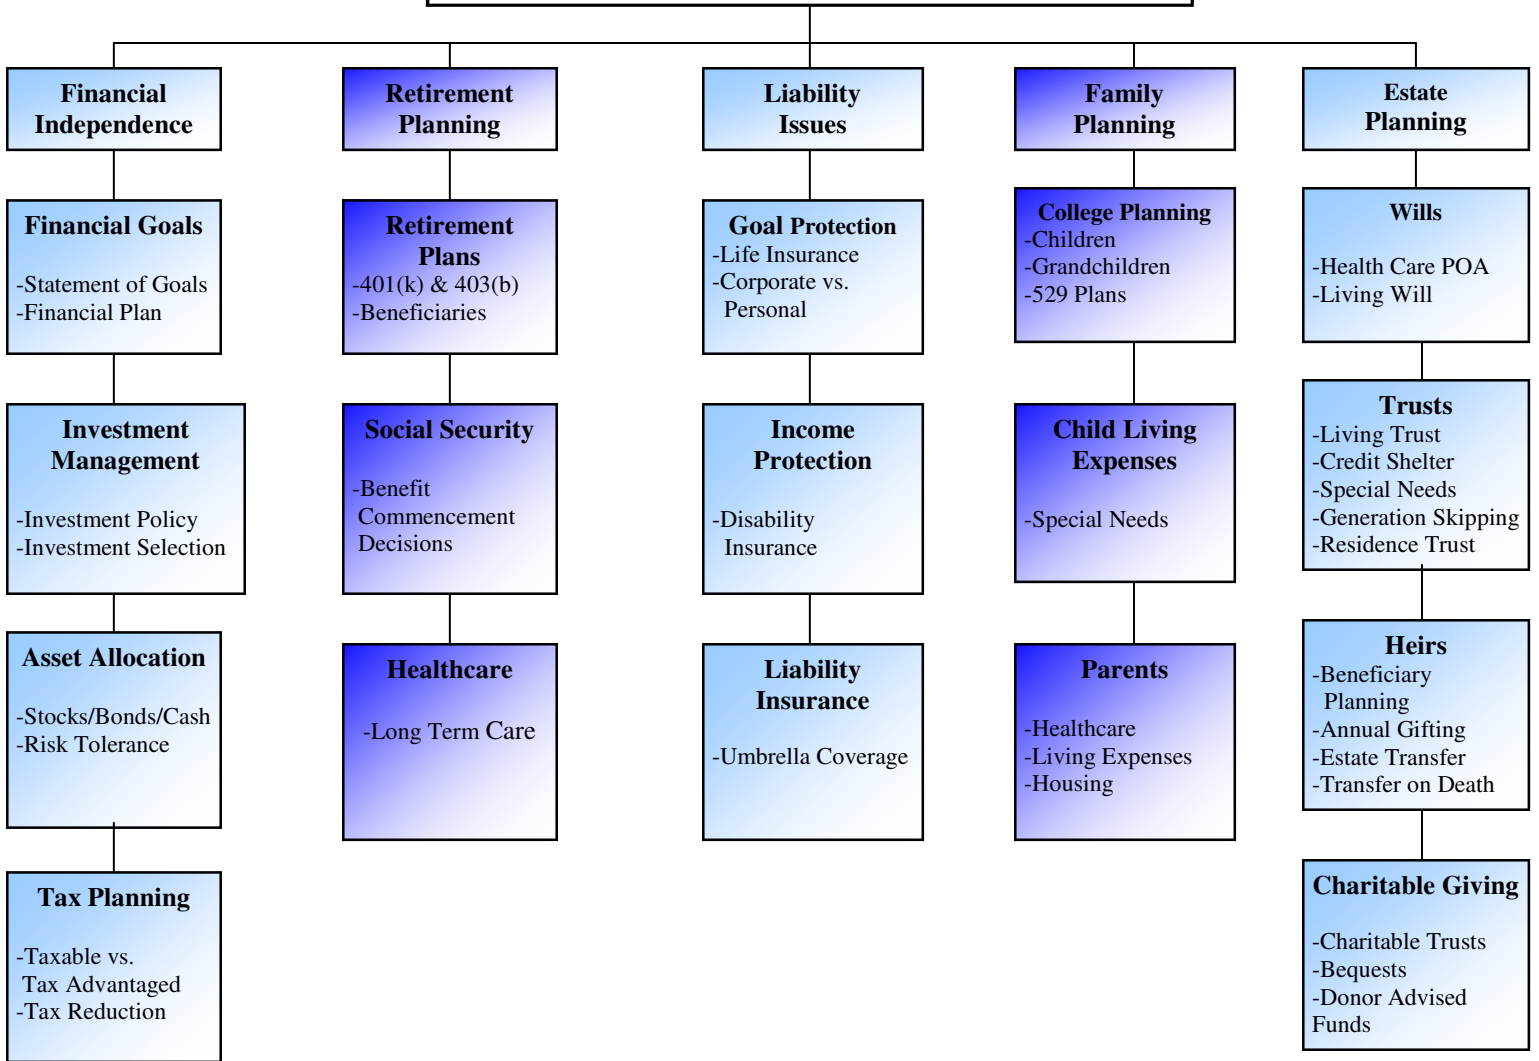 Financial
Independence
Retirement
Planning
Liability
Issues
Family
Planning
Estate
Planning
Financial Goals
-Statement of Goals
-Financial Plan
Retirement
Plans
-401(k) & 403(b)
-Beneficiaries
Goal Protection
-Life Insurance
-Corporate vs.
Personal
College Planning
-Children
-Grandchildren
-529 Plans
Wills
-Health Care POA
-Living Will
Investment
Management
-Investment Policy
-Investment Selection
Social Security
-Benefit
Commencement
Decisions
Income
Protection
-Disability
Insurance
Child Living
Expenses
-Special Needs
Trusts
-Living Trust
-Credit Shelter
-Special Needs
-Generation Skipping
-Residence Trust
Asset Allocation
-Stocks/Bonds/Cash
-Risk Tolerance
Healthcare
-Long Term Care
Liability
Insurance
-Umbrella Coverage
Parents
-Healthcare
-Living Expenses
-Housing
Heirs
-Beneficiary
Planning
-Annual Gifting
-Estate Transfer
-Transfer on Death
Tax Planning
-Taxable vs.
Tax Advantaged
-Tax Reduction
Charitable Giving
-Charitable Trusts
-Bequests
-Donor Advised
Funds